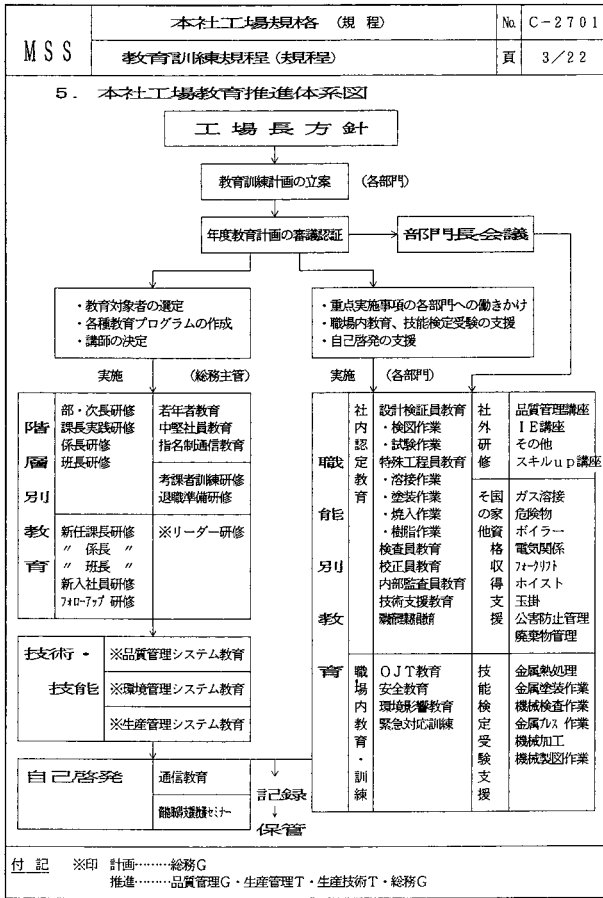 MSS
本社工場規格 (規 程)
№ C-2701
教育訓練規程 (規程)
頁 3/22
5. 本社工場教育推進体系図
工場長方針
教育訓練計画の立案 (各部門)
年度教育計画の審議認証
部門長会議
・教育対象者の選定
・各種教育プログラムの作成
・講師の決定
・重点実施事項の各部門への働きかけ
・職場内教育、技能検定受験の支援
・自己啓発の支援
実施 (総務主管)
実施 (各部門)
階層別教育
部・次長研修
課長実践研修
係長研修
班長研修
若年者教育
中堅社員教育
指名制通信教育
考課者訓練研修
退職準備研修
新任課長研修
〃 係長 〃
〃 班長 〃
新入社員研修
フォローアップ 研修
※リーダー研修
技術・
技能
※品質管理システム教育
※環境管理システム教育
※生産管理システム教育
自己啓発
通信教育
セミナー
記録
保管
職能別教育
社内認定教育
設計検証員教育
・検図作業
・試験作業
特殊工程員教育
・溶接作業
・塗装作業
・焼入作業
・樹脂作業
検査員教育
校正員教育
内部監査員教育
技術支援教育
社外研修
品質管理講座
IE講座
その他
スキルup講座
その他
国家資格収得支援
ガス溶接
危険物
ボイラー
電気関係
フォークリフト
ホイスト
玉掛
公害防止管理
廃棄物管理
職場内教育・訓練
OJT教育
安全教育
環境影響教育
緊急対応訓練
技能検定受験支援
金属熱処理
金属塗装作業
機械検査作業
金属プレス 作業
機械加工
機械製図作業
付 記 ※印 計画………総務G
推進………品質管理G・生産管理T・生産技術T・総務G